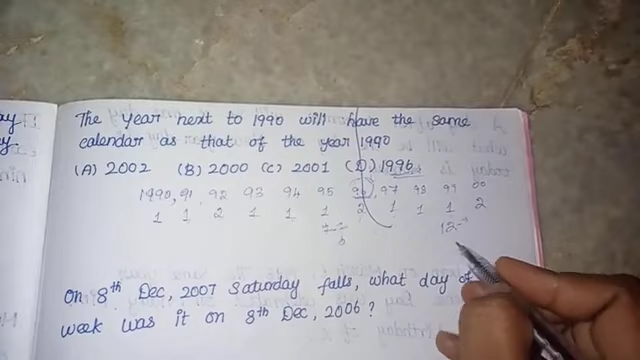 The year next to 1990 will have the same
calendar as that of the year 1990
(A) 2002 (B) 2000 (C) 2001 (D) 1996
1990, 91, 92 93 94 95 96, 97 98 99 00
1 1 2 1 1 1 2 1 1 1 2
On 8th Dec, 2007 Saturday falls, what day of
week was it on 8th Dec, 2006?